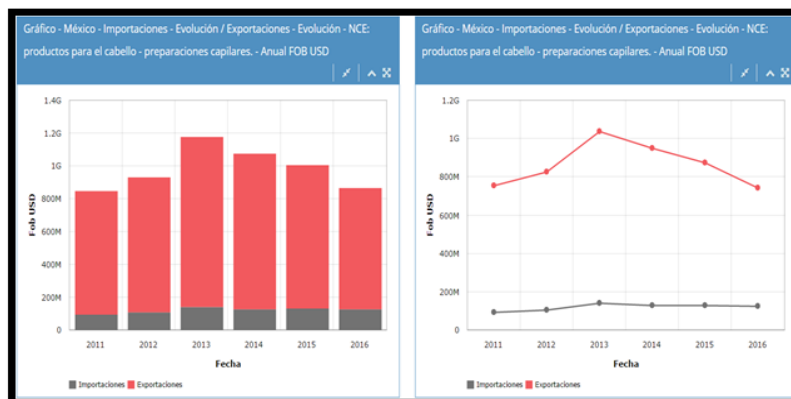 Gráfico - México - Importaciones - Evolución / Exportaciones - Evolución - NCE:
productos para el cabello - preparaciones capilares. - Anual FOB USD
1.4G
1.2G
1G
800M
600M
400M
200M
0
Fob USD
2011 2012 2013 2014 2015 2016
Fecha
Importaciones Exportaciones
Gráfico - México - Importaciones - Evolución / Exportaciones - Evolución - NCE:
productos para el cabello - preparaciones capilares. - Anual FOB USD
1.2G
1G
800M
600M
400M
200M
0
Fob USD
2011 2012 2013 2014 2015 2016
Fecha
Importaciones Exportaciones